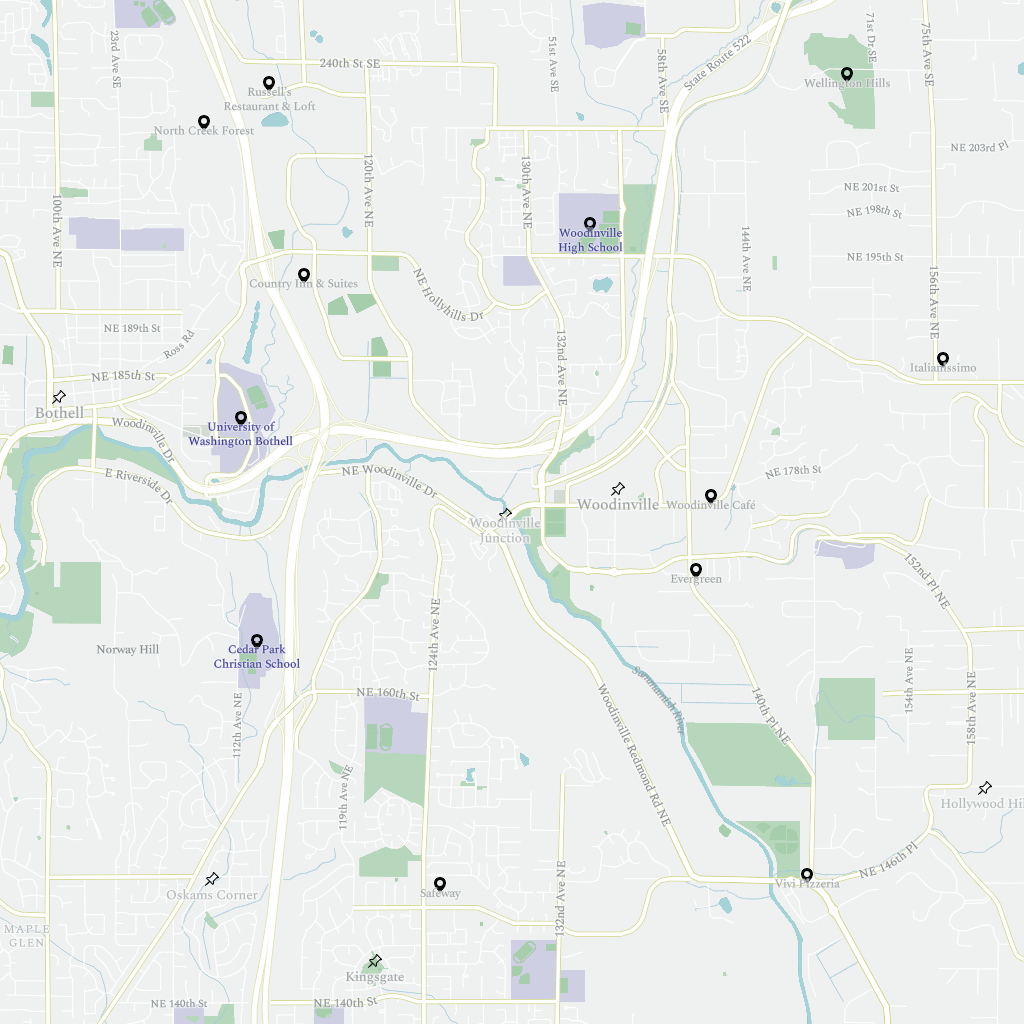 23rd Ave SE
240th St SE
51st Ave SE
58th Ave SE
State Route 522
71st Dr SE
75th Ave SE
Wellington Hills
Russell's
Restaurant & Loft
North Creek Forest
120th Ave NE
130th Ave NE
NE 203rd Pl
NE 201st St
NE 198th St
100th Ave NE
Woodinville
High School
144th Ave NE
NE 195th St
156th Ave NE
Country Inn & Suites
NE Hollyhills Dr
NE 189th St
Ross Rd
132nd Ave NE
Italianissimo
NE 185th St
Bothell
Woodinville Dr
University of
Washington Bothell
E Riverside Dr
NE Woodinville Dr
NE 178th St
Woodinville
Woodinville Café
Woodinville
Junction
Evergreen
152nd Pl NE
124th Ave NE
Norway Hill
Cedar Park
Christian School
112th Ave NE
NE 160th St
Sammamish River
154th Ave NE
158th Ave NE
140th Pl NE
Woodinville Redmond Rd NE
119th Ave NE
Hollywood Hil
NE 146th Pl
Vivi Pizzeria
Oskams Corner
Safeway
132nd Ave NE
MAPLE
GLEN
Kingsgate
NE 140th St
NE 140th St